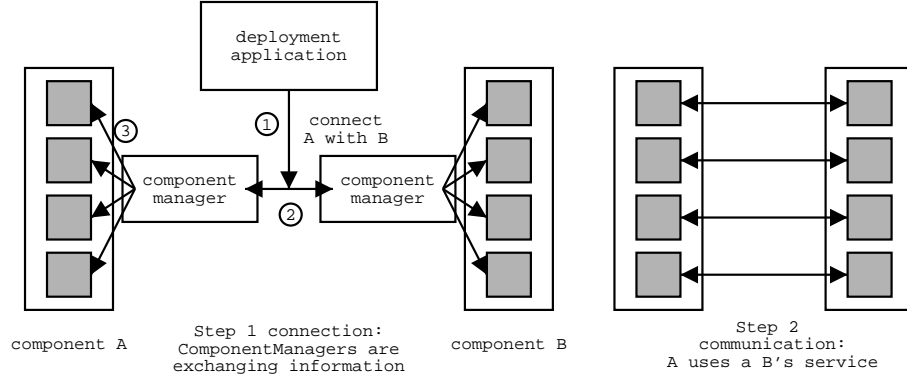 deployment
application
1
connect
A with B
3
component
manager
component
manager
2
component A
Step 1 connection:
ComponentManagers are
exchanging information
component B
Step 2
communication:
A uses a B's service